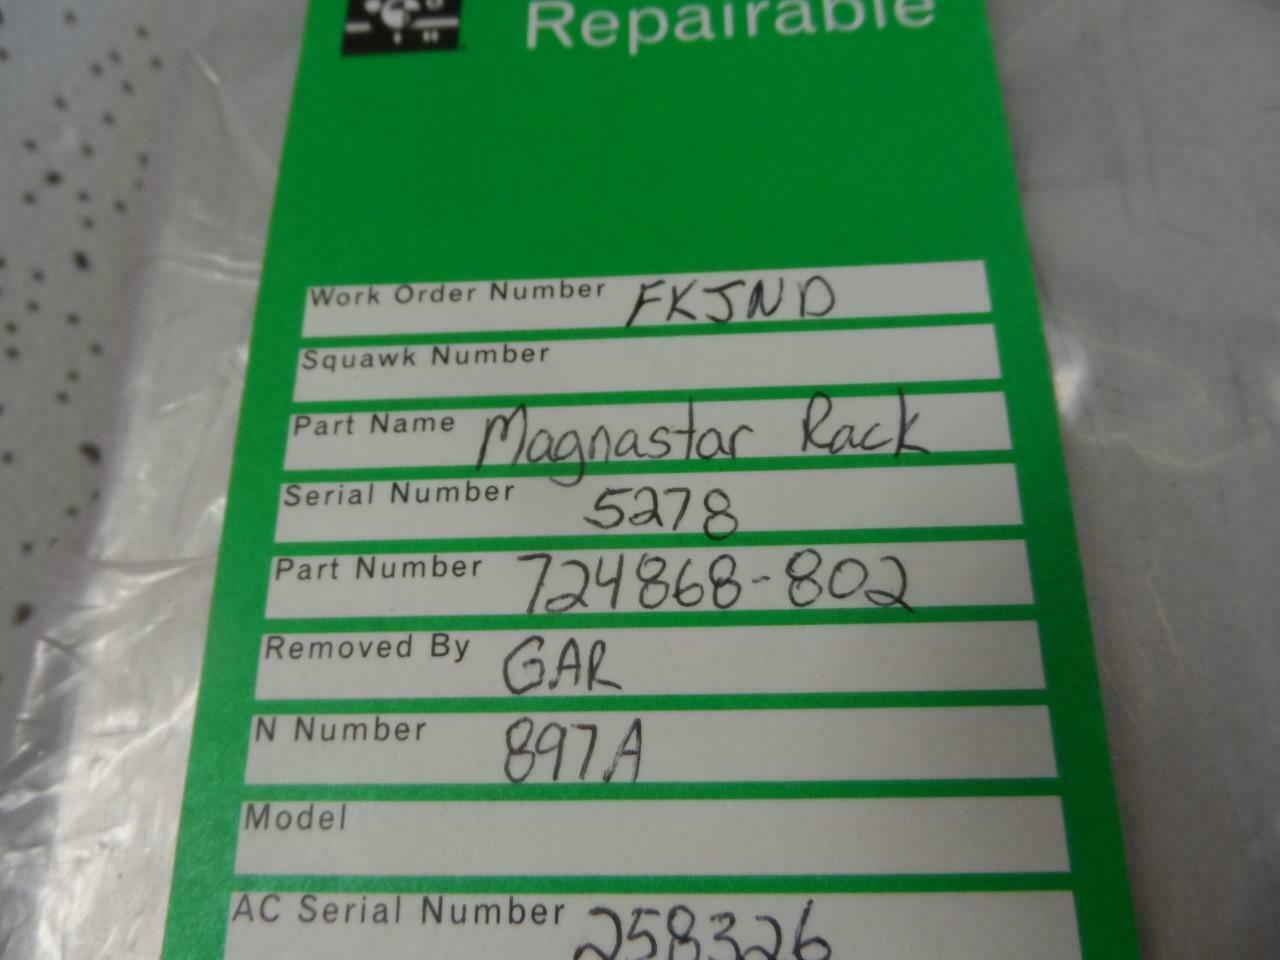 Repairable
Work Order Number FKJND
Squawk Number
Part Name Magnastar Rack
Serial Number 5278
Part Number 724868-802
Removed By GAR
N Number 897A
Model
AC Serial Number 258326